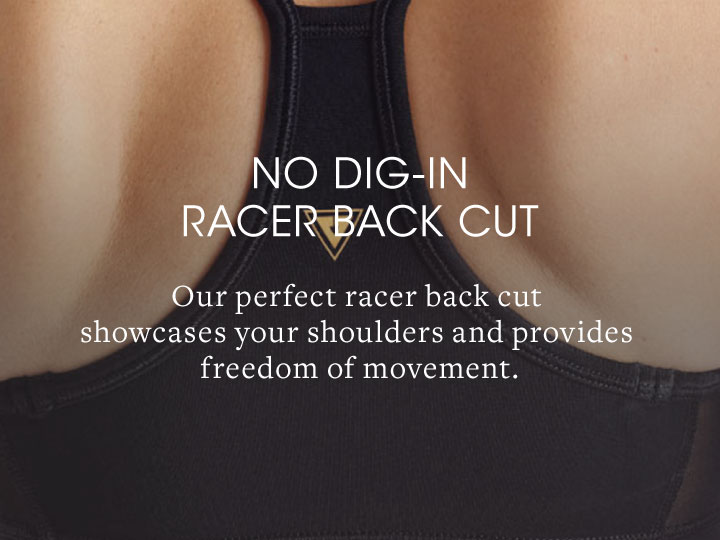 NO DIG-IN
RACER BACK CUT
Our perfect racer back cut
showcases your shoulders and provides
freedom of movement.